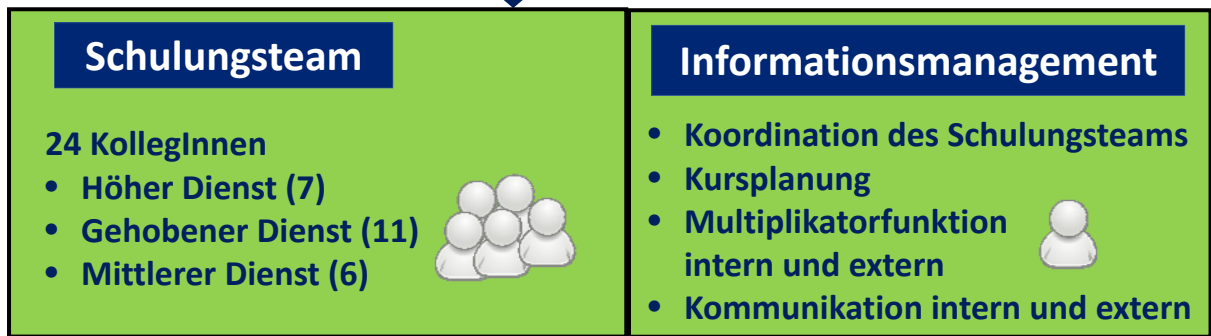 Schulungsteam
24 KollegInnen
• Höher Dienst (7)
• Gehobener Dienst (11)
• Mittlerer Dienst (6)
Informationsmanagement
• Koordination des Schulungsteams
• Kursplanung
• Multiplikatorfunktion
intern und extern
• Kommunikation intern und extern